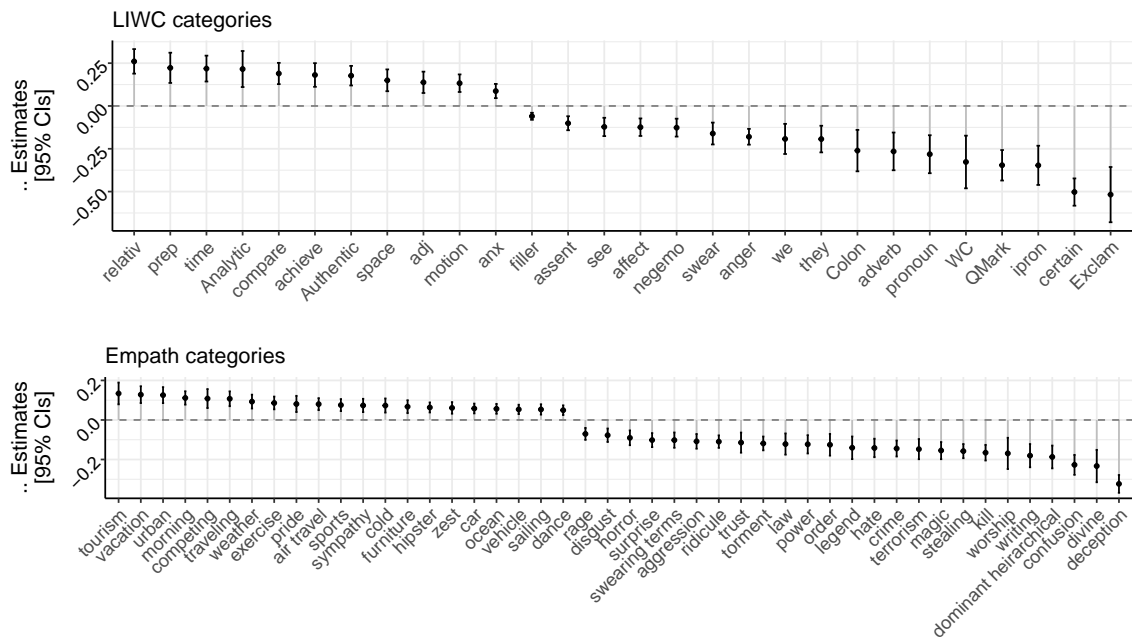 LIWC categories
.. Estimates
[95% CIs]
0.25
0.00
−0.25
−0.50
relativ
prep
time
Analytic
compare
achieve
Authentic
space
adj
motion
anx
filler
assent
see
affect
negemo
swear
anger
we
they
Colon
adverb
pronoun
WC
QMark
ipron
certain
Exclam
Empath categories
.. Estimates
[95% CIs]
0.2
0.0
−0.2
tourism
vacation
urban
morning
competing
traveling
weather
exercise
pride
air travel
sports
sympathy
cold
furniture
hipster
zest
car
ocean
vehicle
sailing
dance
rage
disgust
horror
surprise
swearing terms
aggression
ridicule
trust
torment
law
power
order
legend
hate
crime
terrorism
magic
stealing
kill
worship
writing
dominant heirarchical
confusion
divine
deception